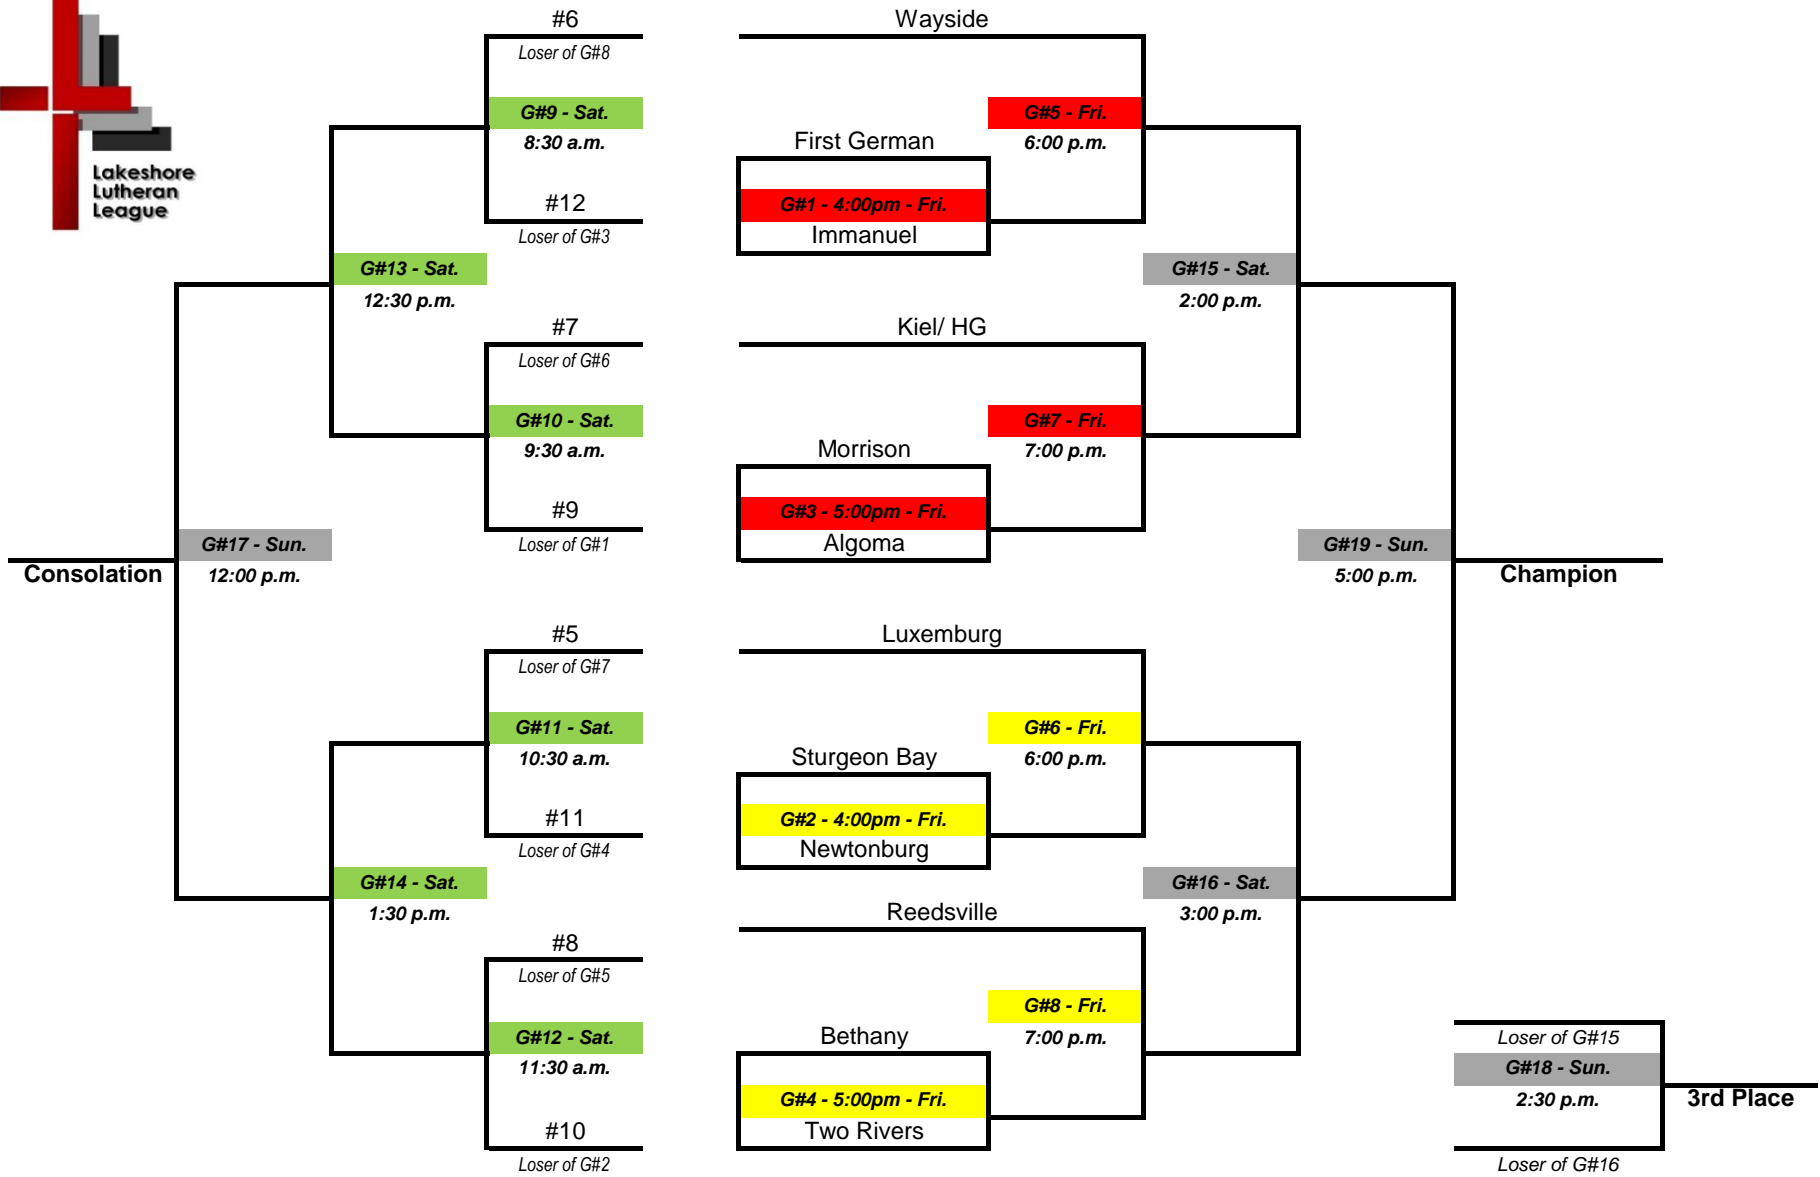 Lakeshore
Lutheran
League
#6
Loser of G#8
G#9 - Sat.
8:30 a.m.
#12
Loser of G#3
G#13 - Sat.
12:30 p.m.
#7
Loser of G#6
G#10 - Sat.
9:30 a.m.
#9
Loser of G#1
G#17 - Sun.
12:00 p.m.
Consolation
#5
Loser of G#7
G#11 - Sat.
10:30 a.m.
#11
Loser of G#4
G#14 - Sat.
1:30 p.m.
#8
Loser of G#5
G#12 - Sat.
11:30 a.m.
#10
Loser of G#2
Wayside
G#5 - Fri.
6:00 p.m.
First German
G#1 - 4:00pm - Fri.
Immanuel
G#15 - Sat.
2:00 p.m.
Kiel/ HG
G#7 - Fri.
7:00 p.m.
Morrison
G#3 - 5:00pm - Fri.
Algoma
G#19 - Sun.
5:00 p.m.
Champion
Luxemburg
G#6 - Fri.
6:00 p.m.
Sturgeon Bay
G#2 - 4:00pm - Fri.
Newtonburg
G#16 - Sat.
3:00 p.m.
Reedsville
G#8 - Fri.
7:00 p.m.
Bethany
G#4 - 5:00pm - Fri.
Two Rivers
Loser of G#15
G#18 - Sun.
2:30 p.m.
3rd Place
Loser of G#16